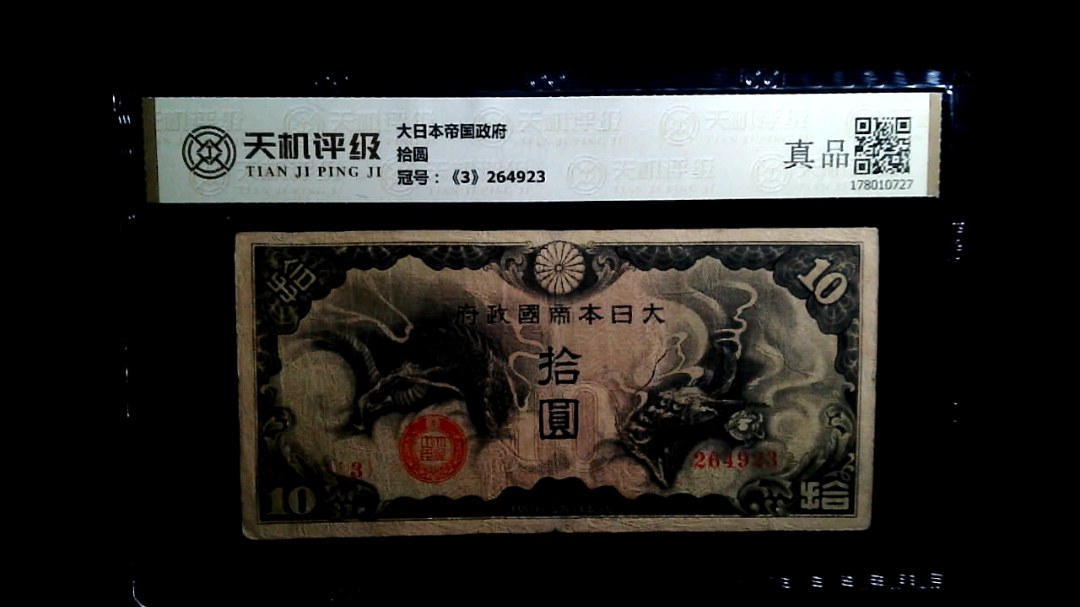 天机评级
TIAN JI PING JI
大日本帝国政府
拾圆
冠号:《3》264923
真品
178010727
拾
10
府政國帝本日大
拾
圓
3
264923
10
拾